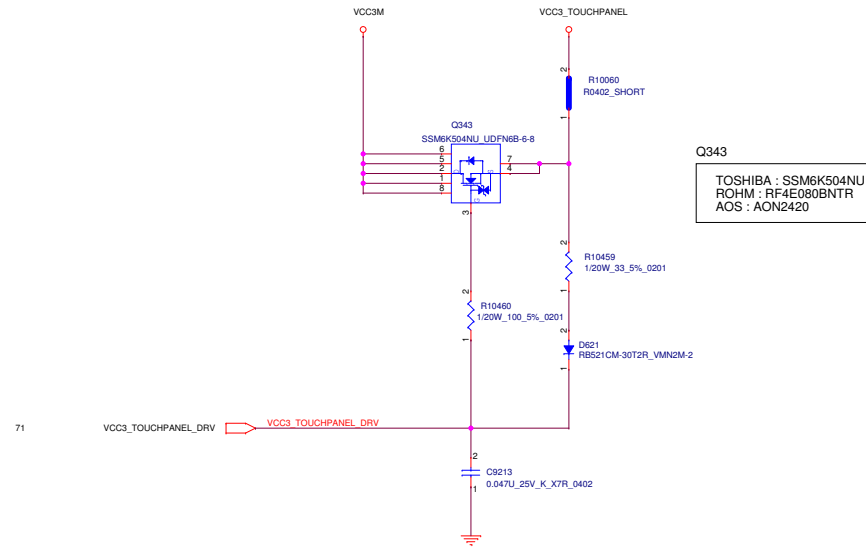 VCC3M
VCC3_TOUCHPANEL
2
R10060
R0402_SHORT
1
Q343
SSM6K504NU_UDFN6B-6-8
6
5
2
1
8
7
4
D
S
G
3
Q343
TOSHIBA : SSM6K504NU
ROHM : RF4E080BNTR
AOS : AON2420
2
R10459
1/20W_33_5%_0201
1
2
R10460
1/20W_100_5%_0201
1
2
D621
RB521CM-30T2R_VMN2M-2
1
71
VCC3_TOUCHPANEL_DRV
VCC3_TOUCHPANEL_DRV
2
C9213
0.047U_25V_K_X7R_0402
1